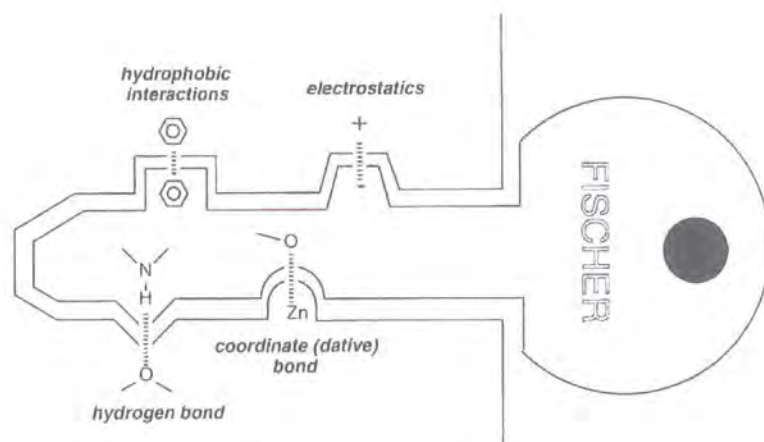 hydrophobic
interactions
electrostatics
+
FISCHER
O
N
H
Zn
coordinate (dative)
bond
O
hydrogen bond